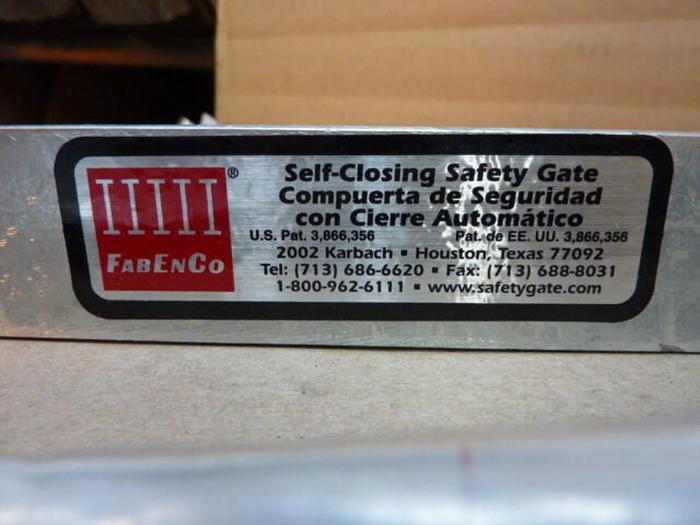 FABENCO
®
Self-Closing Safety Gate
Compuerta de Seguridad
con Cierre Automático
U.S. Pat. 3,866,356 Pat. de EE. UU. 3,866,356
2002 Karbach ▪ Houston, Texas 77092
Tel: (713) 686-6620 ▪ Fax: (713) 688-8031
1-800-962-6111 ▪ www.safetygate.com